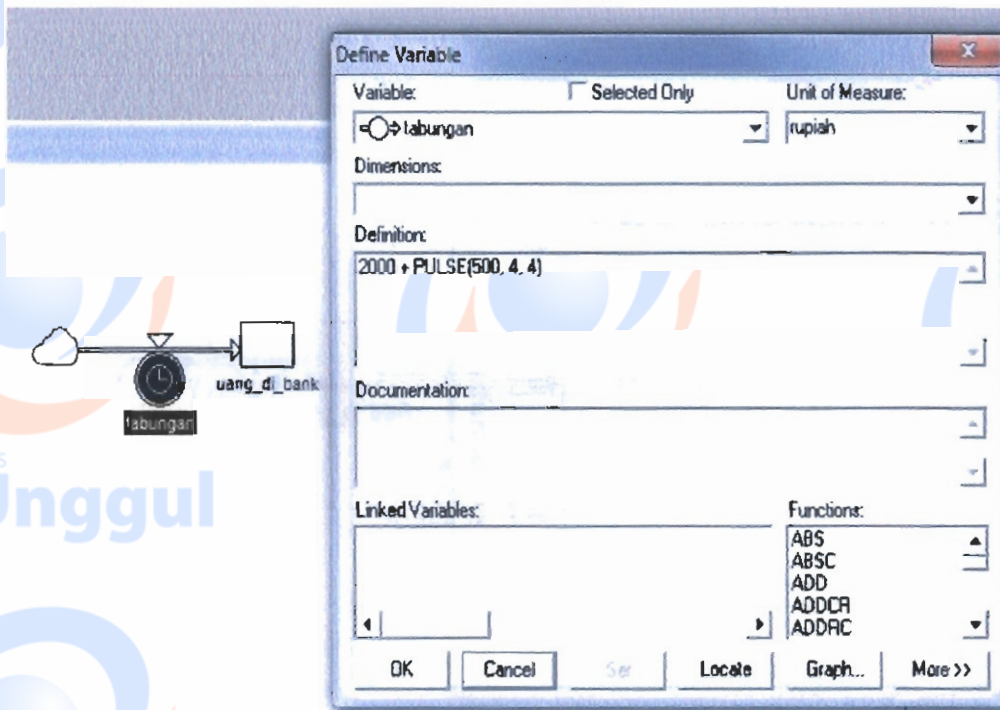 Define Variable
Variable:
Selected Only
Unit of Measure:
tabungan
rupiah
Dimensions:
Definition:
2000 + PULSE(500, 4, 4)
uang_di_bank
tabungan
Documentation:
s
Unggul
Linked Variables:
Functions:
ABS
ABSC
ADD
ADDCR
ADDRC
OK
Cancel
Locate
Graph...
More >>